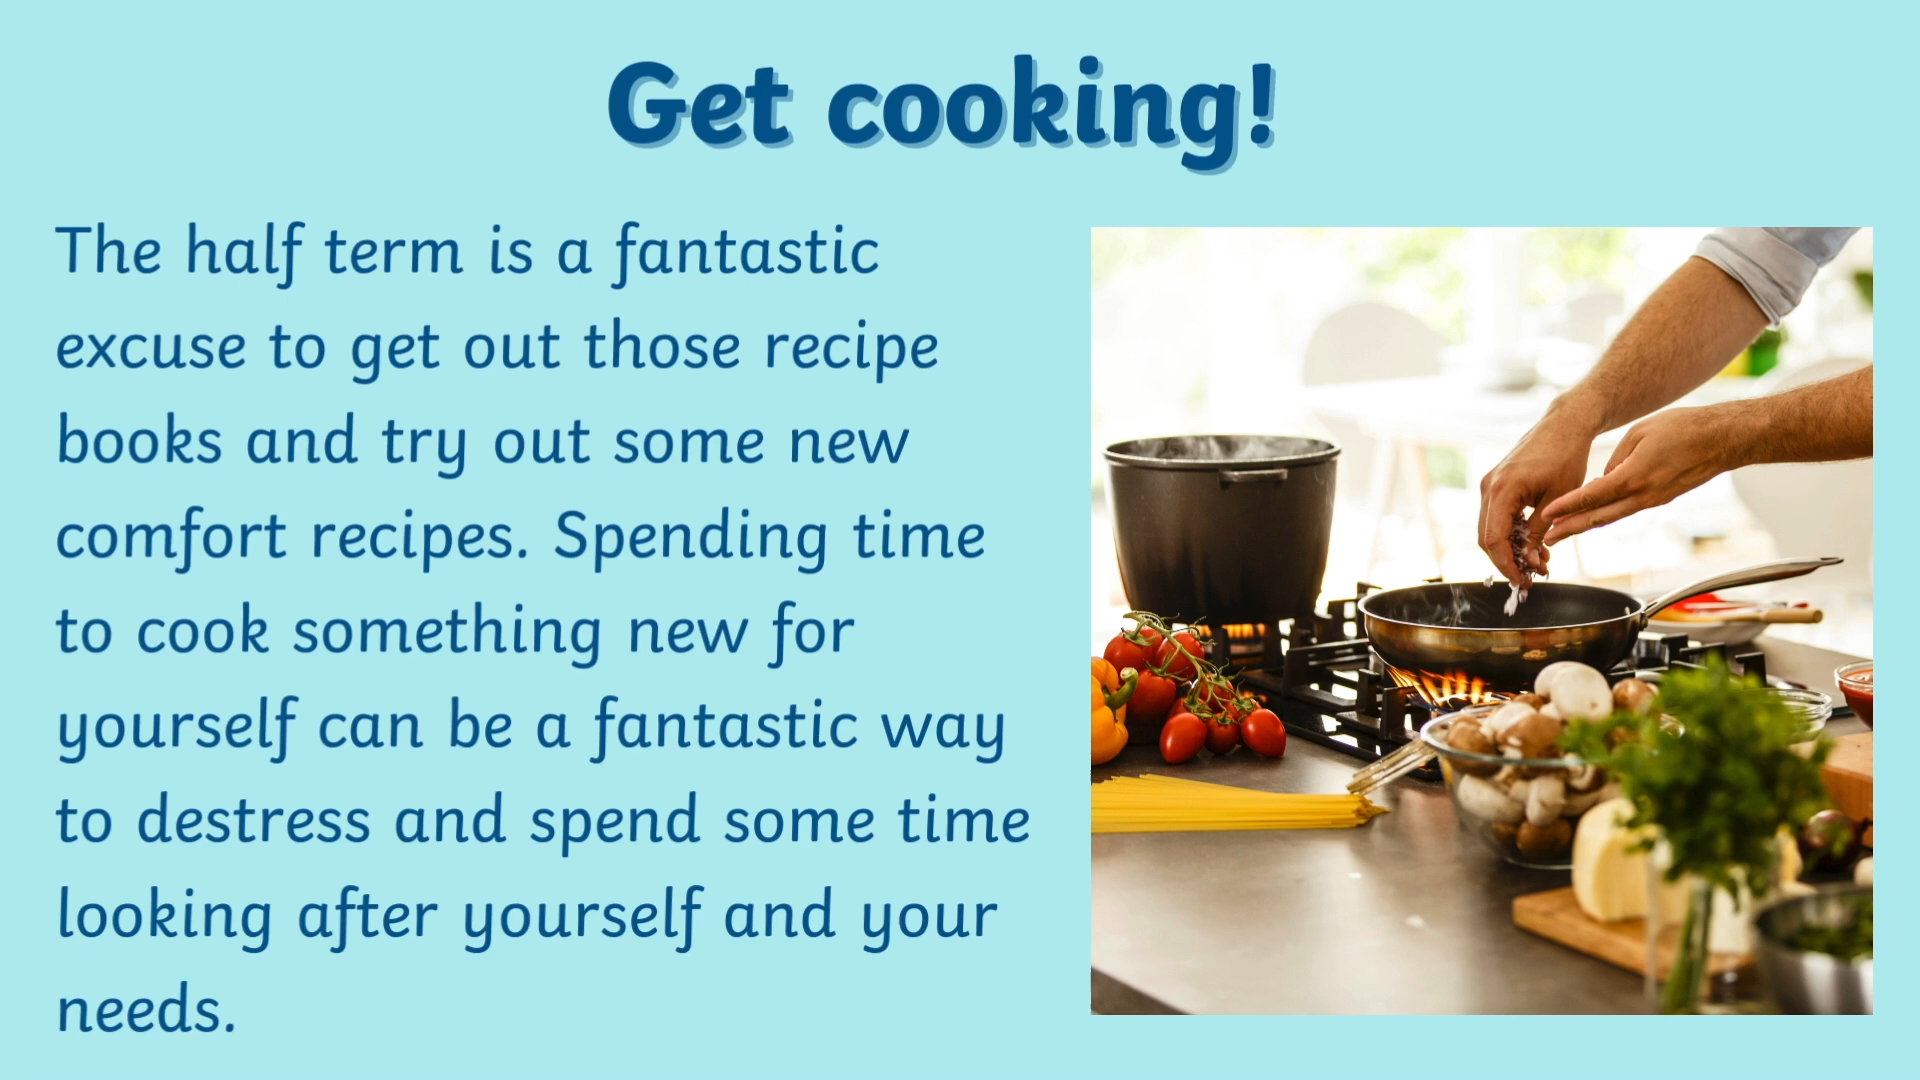 Get cooking!
The half term is a fantastic
excuse to get out those recipe
books and try out some new
comfort recipes. Spending time
to cook something new for
yourself can be a fantastic way
to destress and spend some time
looking after yourself and your
needs.